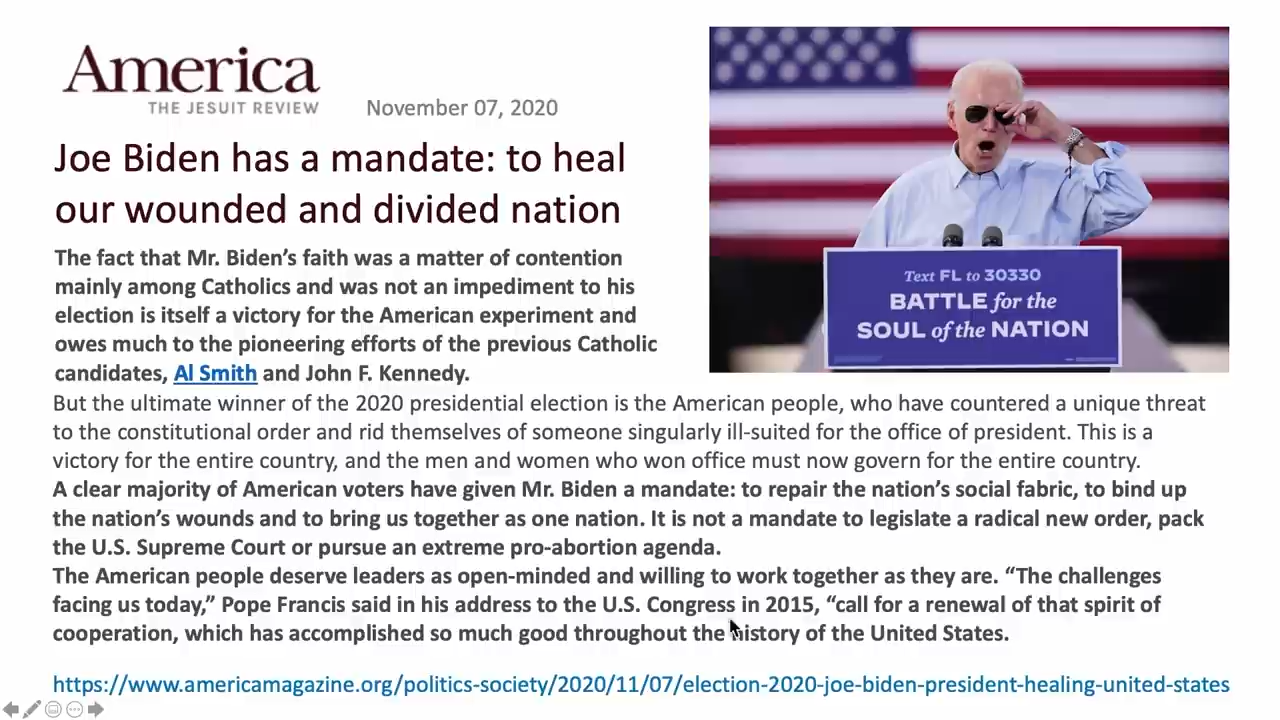 America
THE JESUIT REVIEW
November 07, 2020
Joe Biden has a mandate: to heal
our wounded and divided nation
The fact that Mr. Biden’s faith was a matter of contention
mainly among Catholics and was not an impediment to his
election is itself a victory for the American experiment and
owes much to the pioneering efforts of the previous Catholic
candidates, Al Smith and John F. Kennedy.
Text FL to 30330
BATTLE for the
SOUL of the NATION
But the ultimate winner of the 2020 presidential election is the American people, who have countered a unique threat
to the constitutional order and rid themselves of someone singularly ill-suited for the office of president. This is a
victory for the entire country, and the men and women who won office must now govern for the entire country.
A clear majority of American voters have given Mr. Biden a mandate: to repair the nation’s social fabric, to bind up
the nation’s wounds and to bring us together as one nation. It is not a mandate to legislate a radical new order, pack
the U.S. Supreme Court or pursue an extreme pro-abortion agenda.
The American people deserve leaders as open-minded and willing to work together as they are. “The challenges
facing us today,” Pope Francis said in his address to the U.S. Congress in 2015, “call for a renewal of that spirit of
cooperation, which has accomplished so much good throughout the history of the United States.
https://www.americamagazine.org/politics-society/2020/11/07/election-2020-joe-biden-president-healing-united-states